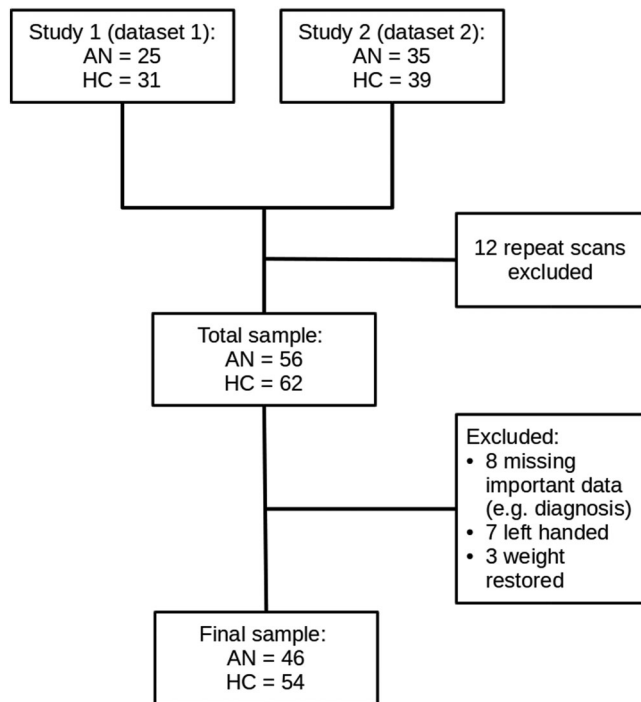 Study 1 (dataset 1):
AN = 25
HC = 31
Study 2 (dataset 2):
AN = 35
HC = 39
12 repeat scans
excluded
Total sample:
AN = 56
HC = 62
Excluded:
• 8 missing
important data
(e.g. diagnosis)
• 7 left handed
• 3 weight
restored
Final sample:
AN = 46
HC = 54